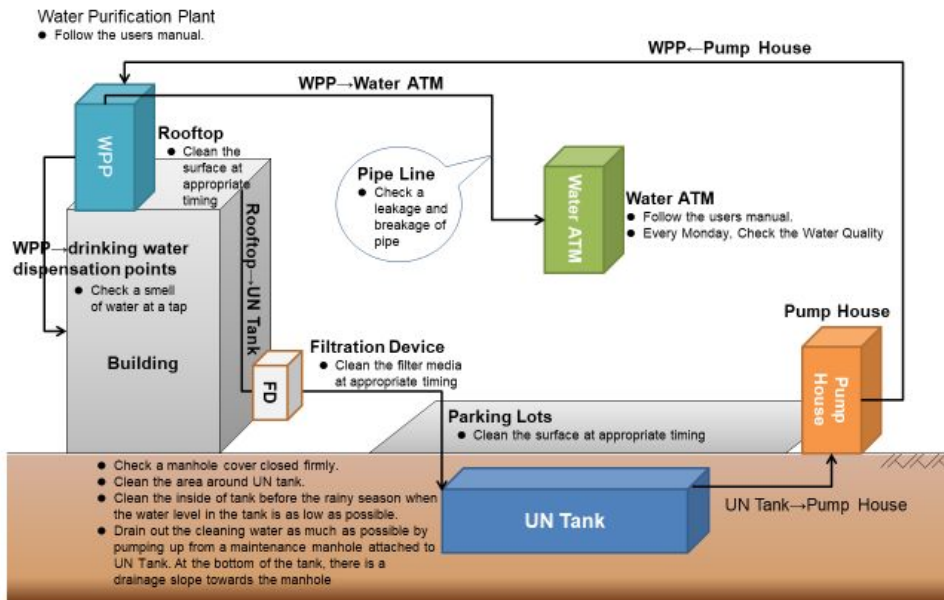 Water Purification Plant
● Follow the users manual.
WPP←Pump House
WPP→Water ATM
WPP
Rooftop
● Clean the
surface at
appropriate
timing
Pipe Line
● Check a
leakage and
breakage of
pipe
Water ATM
Water ATM
● Follow the users manual.
● Every Monday, Check the Water Quality
WPP→drinking water
dispensation points
● Check a smell
of water at a tap
Rooftop→UN Tank
Building
FD
Filtration Device
● Clean the filter media
at appropriate timing
Pump House
Pump
House
Parking Lots
● Clean the surface at appropriate timing
● Check a manhole cover closed firmly.
● Clean the area around UN tank.
● Clean the inside of tank before the rainy season when
the water level in the tank is as low as possible.
● Drain out the cleaning water as much as possible by
pumping up from a maintenance manhole attached to
UN Tank. At the bottom of the tank, there is a
drainage slope towards the manhole
UN Tank
UN Tank→Pump House